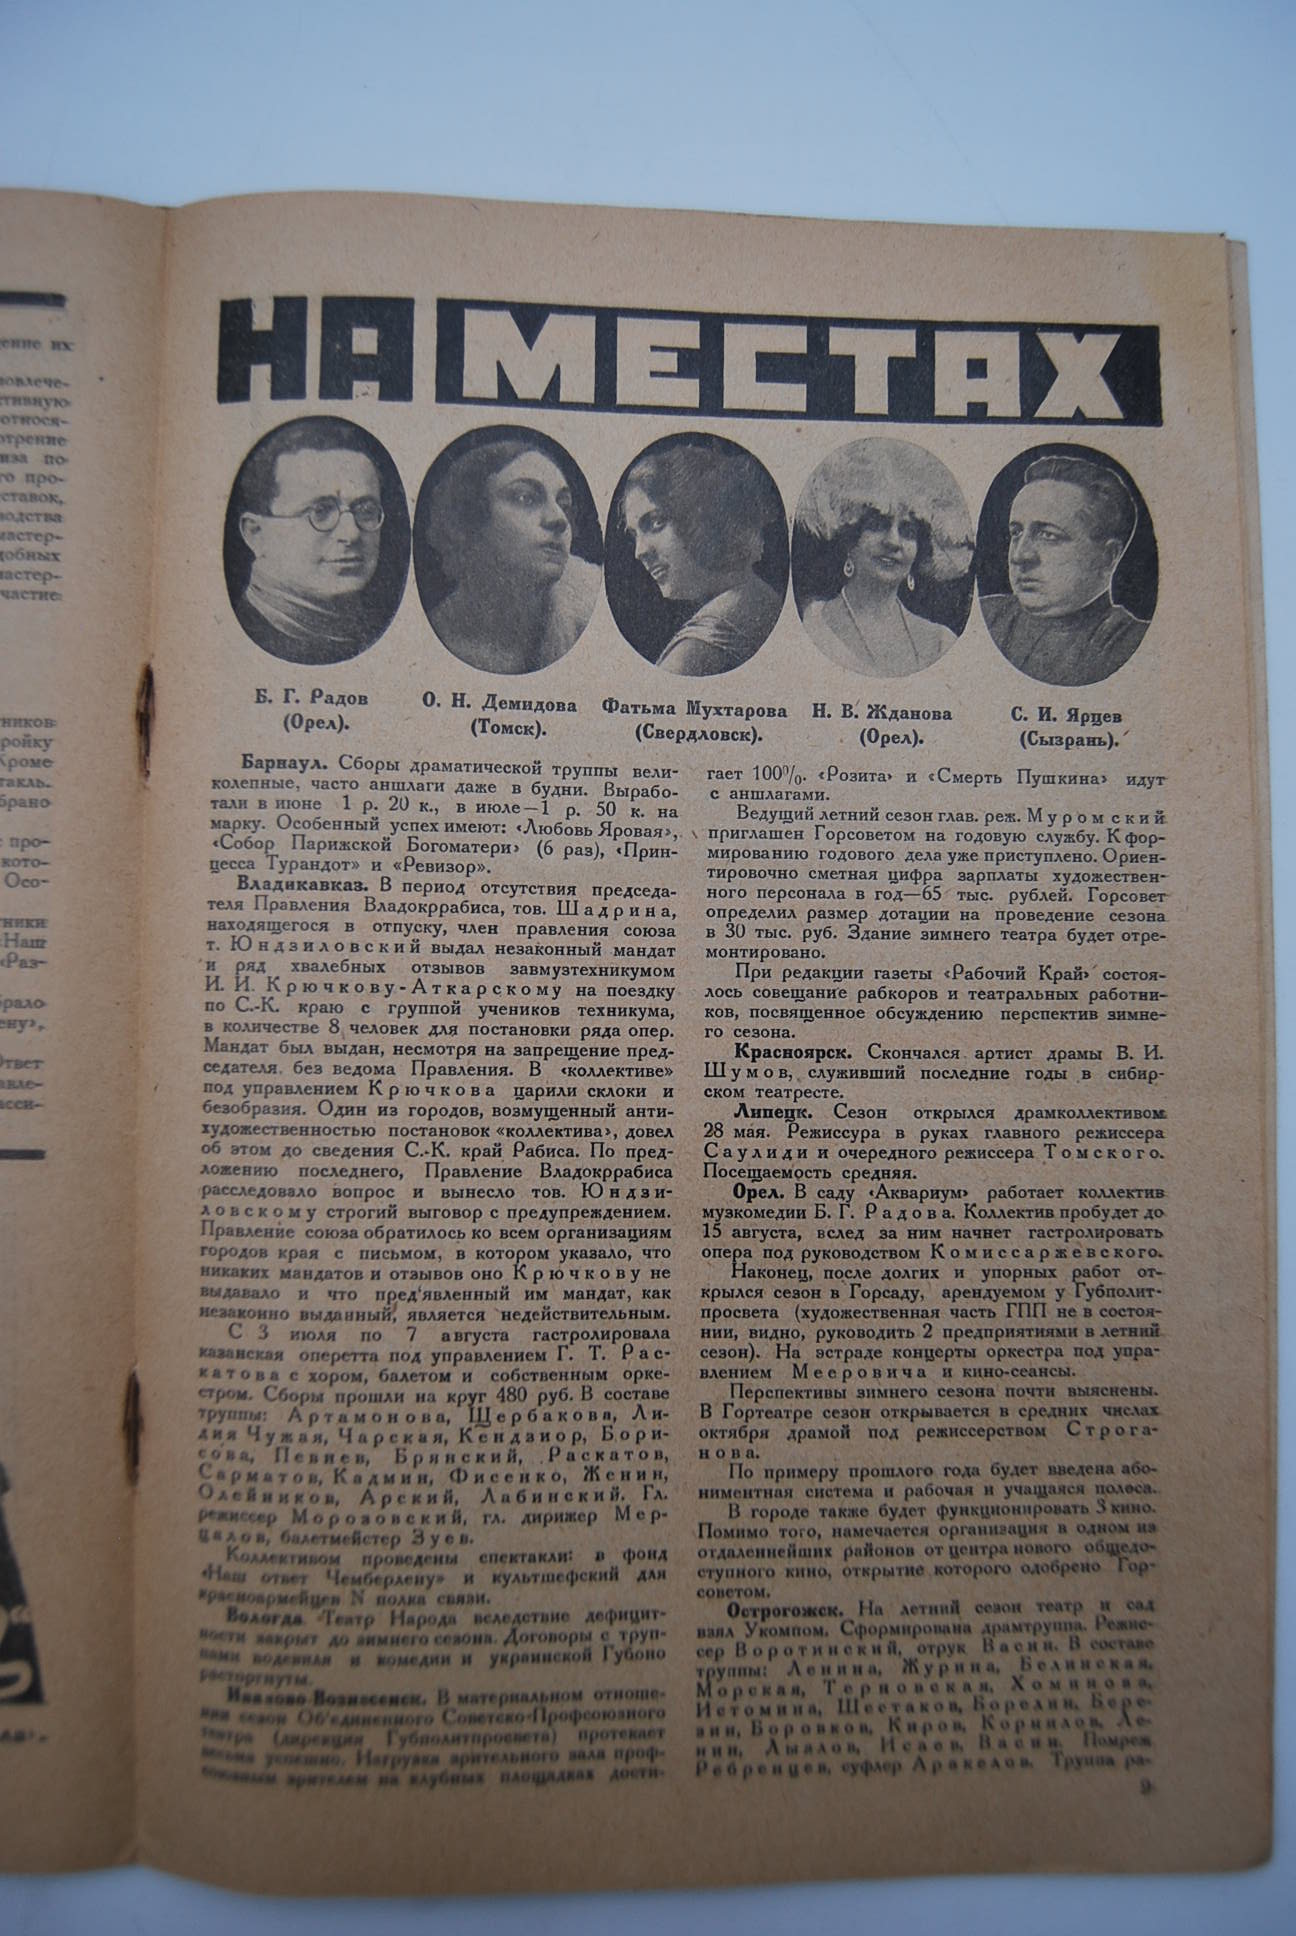 НА МЕСТАХ
Б. Г. Радов
(Орел).
О. Н. Демидова
(Томск).
Фатьма Мухтарова
(Свердловск).
Н. В. Жданова
(Орел).
С. И. Ярцев
(Сызрань).
Барнаул. Сборы драматической труппы вели-
колепные, часто аншлаги даже в будни. Вырабо-
тали в июне 1 р. 20 к., в июле—1 р. 50 к. на
марку. Особенный успех имеют: «Любовь Яровая»,
«Собор Парижской Богоматери» (6 раз), «Прин-
цесса Турандот» и «Ревизор».
Владикавказ. В период отсутствия председа-
теля Правления Владокррабиса, тов. Шадрина,
находящегося в отпуску, член правления союза
т. Юндзиловский выдал незаконный мандат
и ряд хвалебных отзывов завмузтехникумом
И. И. Крючкову-Аткарскому на поездку
по С.-К. краю с группой учеников техникума,
в количестве 8 человек для постановки ряда опер.
Мандат был выдан, несмотря на запрещение пред-
седателя без ведома Правления. В «коллективе»
под управлением Крючкова царили склоки и
безобразия. Один из городов, возмущенный анти-
художественностью постановок «коллектива», довел
об этом до сведения С.-К. край Рабиса. По пред-
ложению последнего, Правление Владокррабиса
расследовало вопрос и вынесло тов. Юндзи-
ловскому строгий выговор с предупреждением.
Правление союза обратилось ко всем организациям
городов края с письмом, в котором указало, что
никаких мандатов и отзывов оно Крючкову не
выдавало и что пред'явленный им мандат, как
незаконно выданный, является недействительным.
С 3 июля по 7 августа гастролировала
казанская оперетта под управлением Г. Т. Рас-
катова с хором, балетом и собственным орке-
стром. Сборы прошли на круг 480 руб. В составе
труппы: Артамонова, Щербакова, Ли-
дия Чужая, Чарская, Кендзиор, Бори-
сова, Певнев, Брянский, Раскатов,
Сарматов, Кадмин, Фисенко, Женин,
Олейников, Арский, Лабинский. Гл.
режиссер Морозовский, гл. дирижер Мер-
цалов, балетмейстер Зуев.
Коллективом проведены спектакли: в фонд
«Наш ответ Чемберлену» и культшефский для
красноармейцев N полка связи.
Вологда. Театр Народа вследствие дефицит-
ности закрыт до зимнего сезона. Договоры с труп-
пами водевиля и комедии и украинской Губоно
расторгнуты.
Иваново-Вознесенск. В материальном отноше-
нии сезон Об'единенного Советско-Профсоюзного
театра (дирекция Губполитпросвета) протекает
весьма успешно. Нагрузка зрительного зала проф-
союзным зрителем на клубных площадках дости-
гает 100%. «Розита» и «Смерть Пушкина» идут
с аншлагами.
Ведущий летний сезон глав. реж. Муромский
приглашен Горсоветом на годовую службу. К фор-
мированию годового дела уже приступлено. Ориен-
тировочно сметная цифра зарплаты художествен-
ного персонала в год—65 тыс. рублей. Горсовет
определил размер дотации на проведение сезона
в 30 тыс. руб. Здание зимнего театра будет отре-
монтировано.
При редакции газеты «Рабочий Край» состоя-
лось совещание рабкоров и театральных работни-
ков, посвященное обсуждению перспектив зимне-
го сезона.
Красноярск. Скончался артист драмы В. И.
Шумов, служивший последние годы в сибир-
ском театресте.
Липецк. Сезон открылся драмколлективом
28 мая. Режиссура в руках главного режиссера
Саулиди и очередного режиссера Томского.
Посещаемость средняя.
Орел. В саду «Аквариум» работает коллектив
музкомедии Б. Г. Радова. Коллектив пробудет до
15 августа, вслед за ним начнет гастролировать
опера под руководством Комиссаржевского.
Наконец, после долгих и упорных работ от-
крылся сезон в Горсаду, арендуемом у Губполит-
просвета (художественная часть ГПП не в состоя-
нии, видно, руководить 2 предприятиями в летний
сезон). На эстраде концерты оркестра под упра-
влением Мееровича и кино-сеансы.
Перспективы зимнего сезона почти выяснены.
В Гортеатре сезон открывается в средних числах
октября драмой под режиссерством Строга-
нова.
По примеру прошлого года будет введена або-
ниментная система и рабочая и учащаяся полоса.
В городе также будет функционировать 3 кино.
Помимо того, намечается организация в одном из
отдаленнейших районов от центра нового общедо-
ступного кино, открытие которого одобрено Гор-
советом.
Острогожск. На летний сезон театр и сад
взял Укомпом. Сформирована драмтруппа. Режис-
сер Воротинский, отрук Васин. В составе
труппы: Ленина, Журина, Белинская,
Морская, Терновская, Хоминова,
Истомина, Шестаков, Борелин, Бере-
зин, Боровков, Киров, Корнилов, Ле-
нин, Лыалов, Исаев, Васин. Помреж
Ребренцев, суфлер Аракелов. Труппа ра-
9